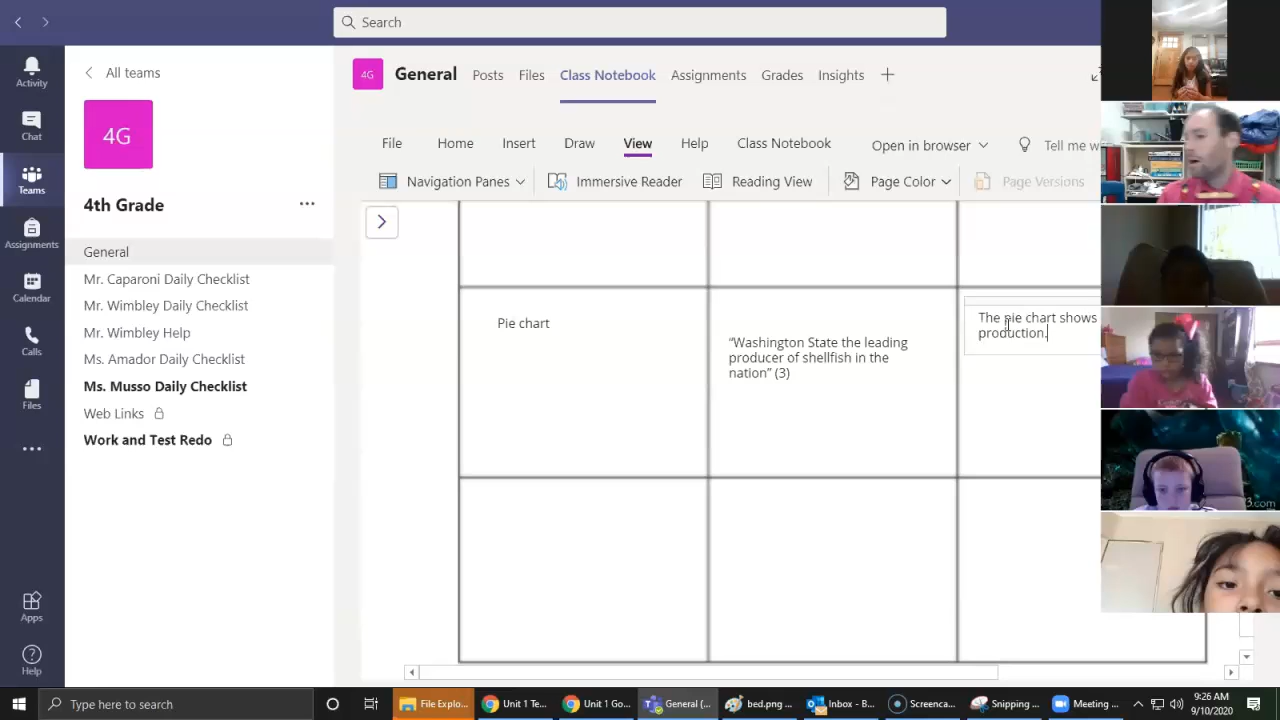 Search
Activity
Chat
Teams
Assignments
Calendar
Calls
Files
Apps
Help
All teams
4G
4th Grade
General
Mr. Caparoni Daily Checklist
Mr. Wimbley Daily Checklist
Mr. Wimbley Help
Ms. Amador Daily Checklist
Ms. Musso Daily Checklist
Web Links
Work and Test Redo
4G
General Posts Files Class Notebook Assignments Grades Insights
File Home Insert Draw View Help Class Notebook Open in browser Tell me w
Navigation Panes Immersive Reader Reading View Page Color Page Versions
Pie chart
“Washington State the leading
producer of shellfish in the
nation” (3)
The pie chart shows
production.
3.com
Type here to search
File Explo... Unit 1 Te... Unit 1 Go... General (... bed.png ... Inbox - B... Screenca... Snipping ... Meeting ...
9:26 AM
9/10/2020